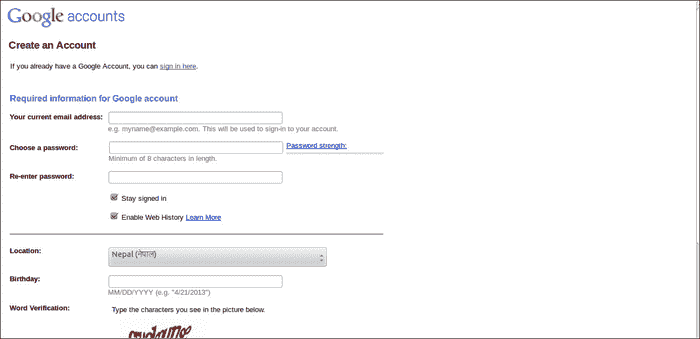 Google accounts
Create an Account
If you already have a Google Account, you can sign in here.
Required information for Google account
Your current email address:
e.g. myname@example.com. This will be used to sign-in to your account.
Choose a password: Password strength:
Minimum of 8 characters in length.
Re-enter password:
Stay signed in
Enable Web History Learn More
Location: Nepal (नेपाल)
Birthday:
MM/DD/YYYY (e.g. "4/21/2013")
Word Verification: Type the characters you see in the picture below.